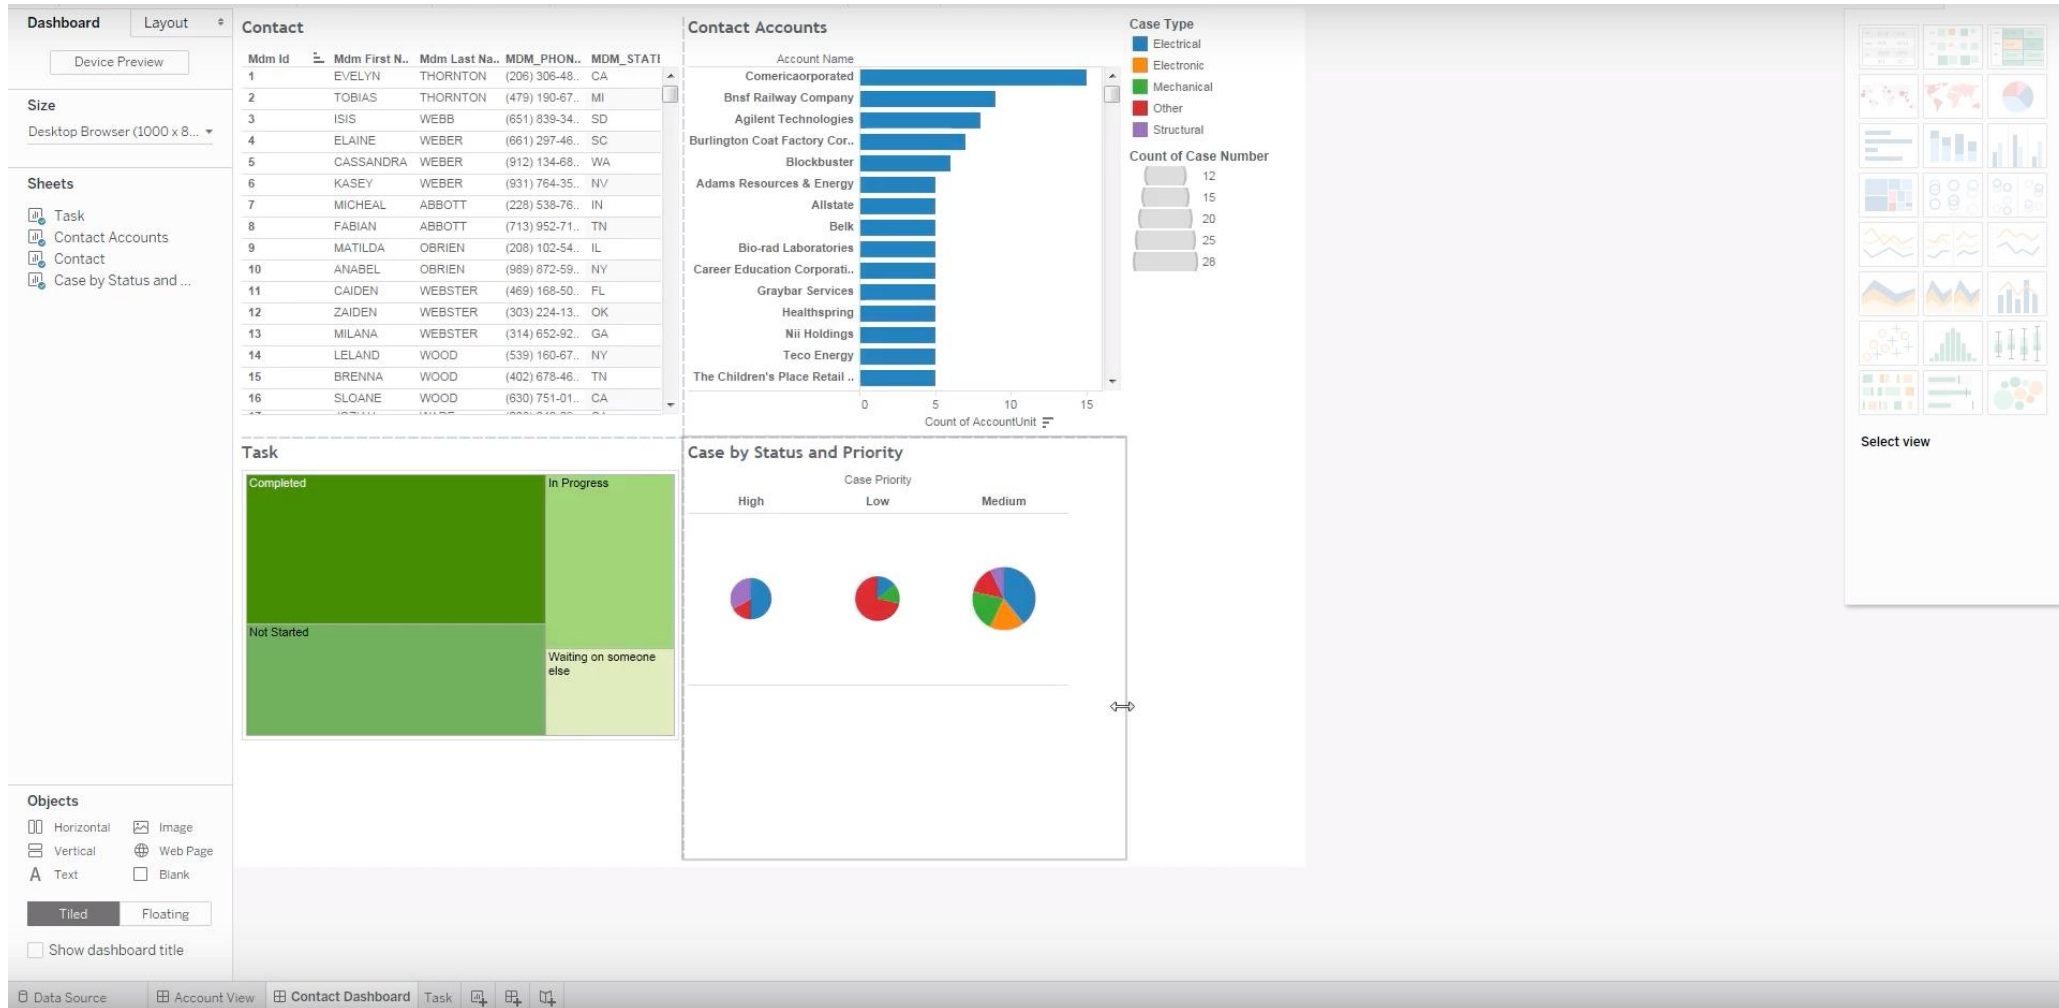 Dashboard
Layout
Device Preview
Size
Desktop Browser (1000 x 8...
Sheets
Task
Contact Accounts
Contact
Case by Status and ...
Objects
Horizontal Image
Vertical Web Page
A Text Blank
Tiled Floating
Show dashboard title
Contact
Mdm Id Mdm First N.. Mdm Last Na.. MDM_PHON.. MDM_STATE
1 EVELYN THORNTON (206) 306-48.. CA
2 TOBIAS THORNTON (479) 190-67.. MI
3 ISIS WEBB (651) 839-34.. SD
4 ELAINE WEBER (661) 297-46.. SC
5 CASSANDRA WEBER (912) 134-68.. WA
6 KASEY WEBER (931) 764-35.. NV
7 MICHEAL ABBOTT (228) 538-76.. IN
8 FABIAN ABBOTT (713) 952-71.. TN
9 MATILDA OBRIEN (208) 102-54.. IL
10 ANABEL OBRIEN (989) 872-59.. NY
11 CAIDEN WEBSTER (469) 168-50.. FL
12 ZAIDEN WEBSTER (303) 224-13.. OK
13 MILANA WEBSTER (314) 652-92.. GA
14 LELAND WOOD (539) 160-67.. NY
15 BRENNA WOOD (402) 678-46.. TN
16 SLOANE WOOD (630) 751-01.. CA
Contact Accounts
Account Name
Comericaorporated
Bnsf Railway Company
Agilent Technologies
Burlington Coat Factory Cor..
Blockbuster
Adams Resources & Energy
Allstate
Belk
Bio-rad Laboratories
Career Education Corporati..
Graybar Services
Healthspring
Nii Holdings
Teco Energy
The Children's Place Retail ..
0 5 10 15
Count of AccountUnit
Case Type
Electrical
Electronic
Mechanical
Other
Structural
Count of Case Number
12
15
20
25
28
Select view
Task
Completed
In Progress
Not Started
Waiting on someone
else
Case by Status and Priority
Case Priority
High Low Medium
Data Source Account View Contact Dashboard Task